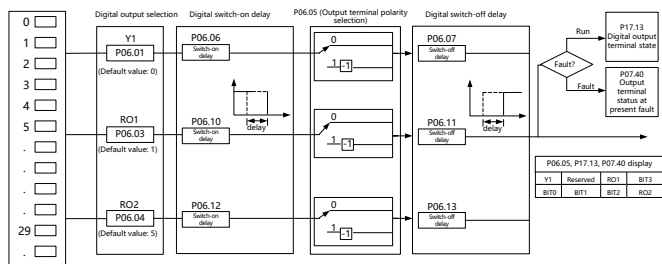 Digital output selection
Digital switch-on delay
P06.05 (Output terminal polarity
selection)
Digital switch-off delay
0
1
2
3
4
5
.
.
.
.
29
.
Y1
P06.01
(Default value: 0)
RO1
P06.03
(Default value: 1)
RO2
P06.04
(Default value: 5)
P06.06
Switch-on
delay
delay
P06.10
Switch-on
delay
P06.12
Switch-on
delay
0
1
-1
0
1
-1
0
1
-1
P06.07
Switch-off
delay
delay
P06.11
Switch-off
delay
P06.13
Switch-off
delay
Run
Fault?
Fault
P17.13
Digital output
terminal state
P07.40
Output
terminal
status at
present fault
P06.05, P17.13, P07.40 display
Y1 Reserved RO1 BIT3
BIT0 BIT1 BIT2 RO2